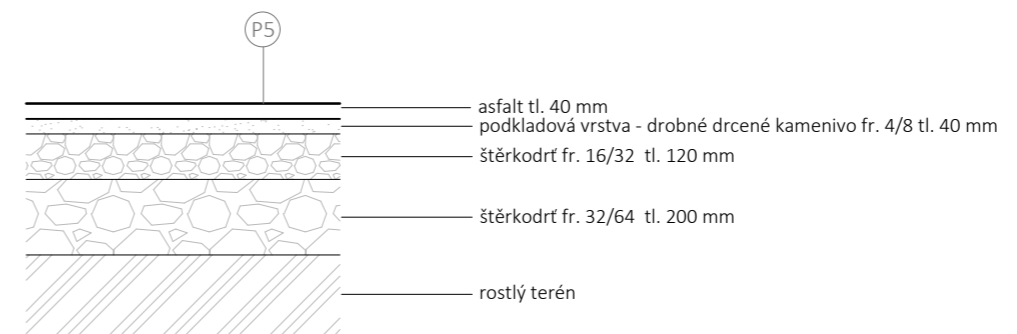 P5
asfalt tl. 40 mm
podkladová vrstva - drobné drcené kamenivo fr. 4/8 tl. 40 mm
štěrkodrť fr. 16/32  tl. 120 mm
štěrkodrť fr. 32/64  tl. 200 mm
rostlý terén